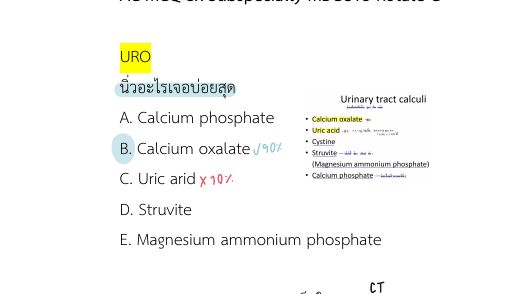 URO
นิ่วอะไรเจอบ่อยสุด
A. Calcium phosphate
B. Calcium oxalate √90%
C. Uric arid x 10%
D. Struvite
E. Magnesium ammonium phosphate
Urinary tract calculi
• Calcium oxalate
• Uric acid
• Cystine
• Struvite
(Magnesium ammonium phosphate)
• Calcium phosphate
CT